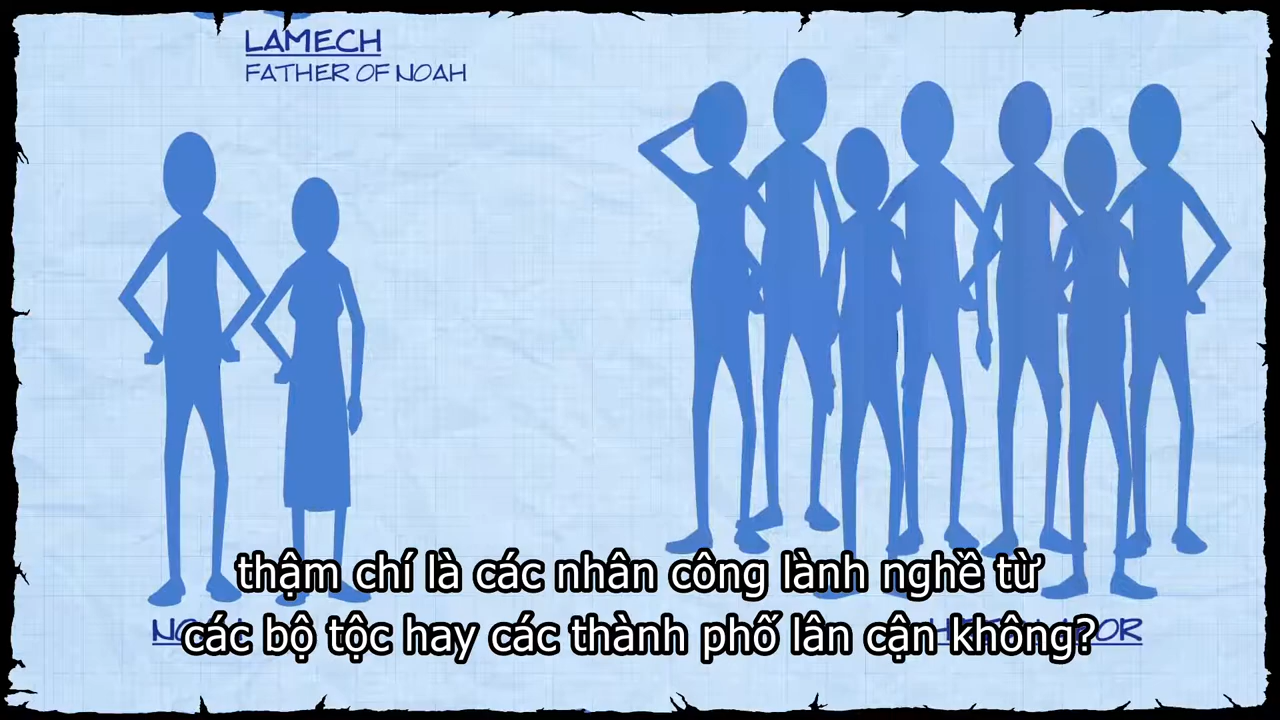 LAMECH
FATHER OF NOAH
thậm chí là các nhân công lành nghề từ
các bộ tộc hay các thành phố lân cận không?